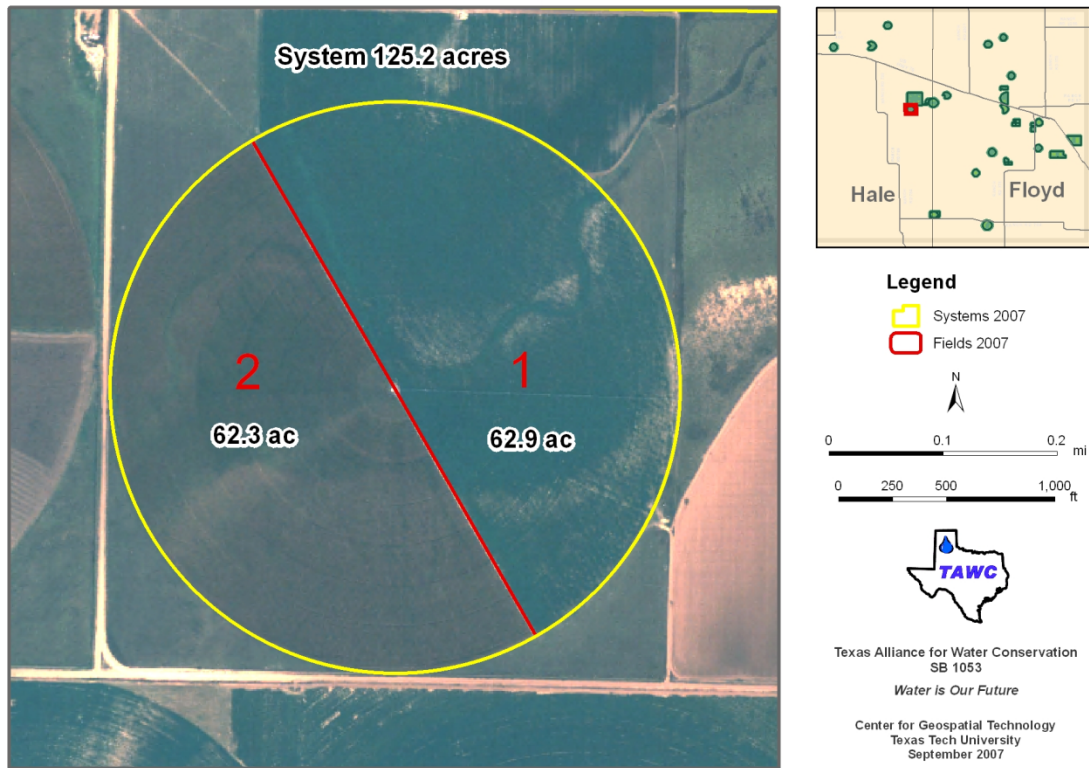 System 125.2 acres
2
62.3 ac
1
62.9 ac
Hale
Floyd
Legend
Systems 2007
Fields 2007
N
0 0.1 0.2
mi
0 250 500 1,000
ft
TAWC
Texas Alliance for Water Conservation
SB 1053
Water is Our Future
Center for Geospatial Technology
Texas Tech University
September 2007